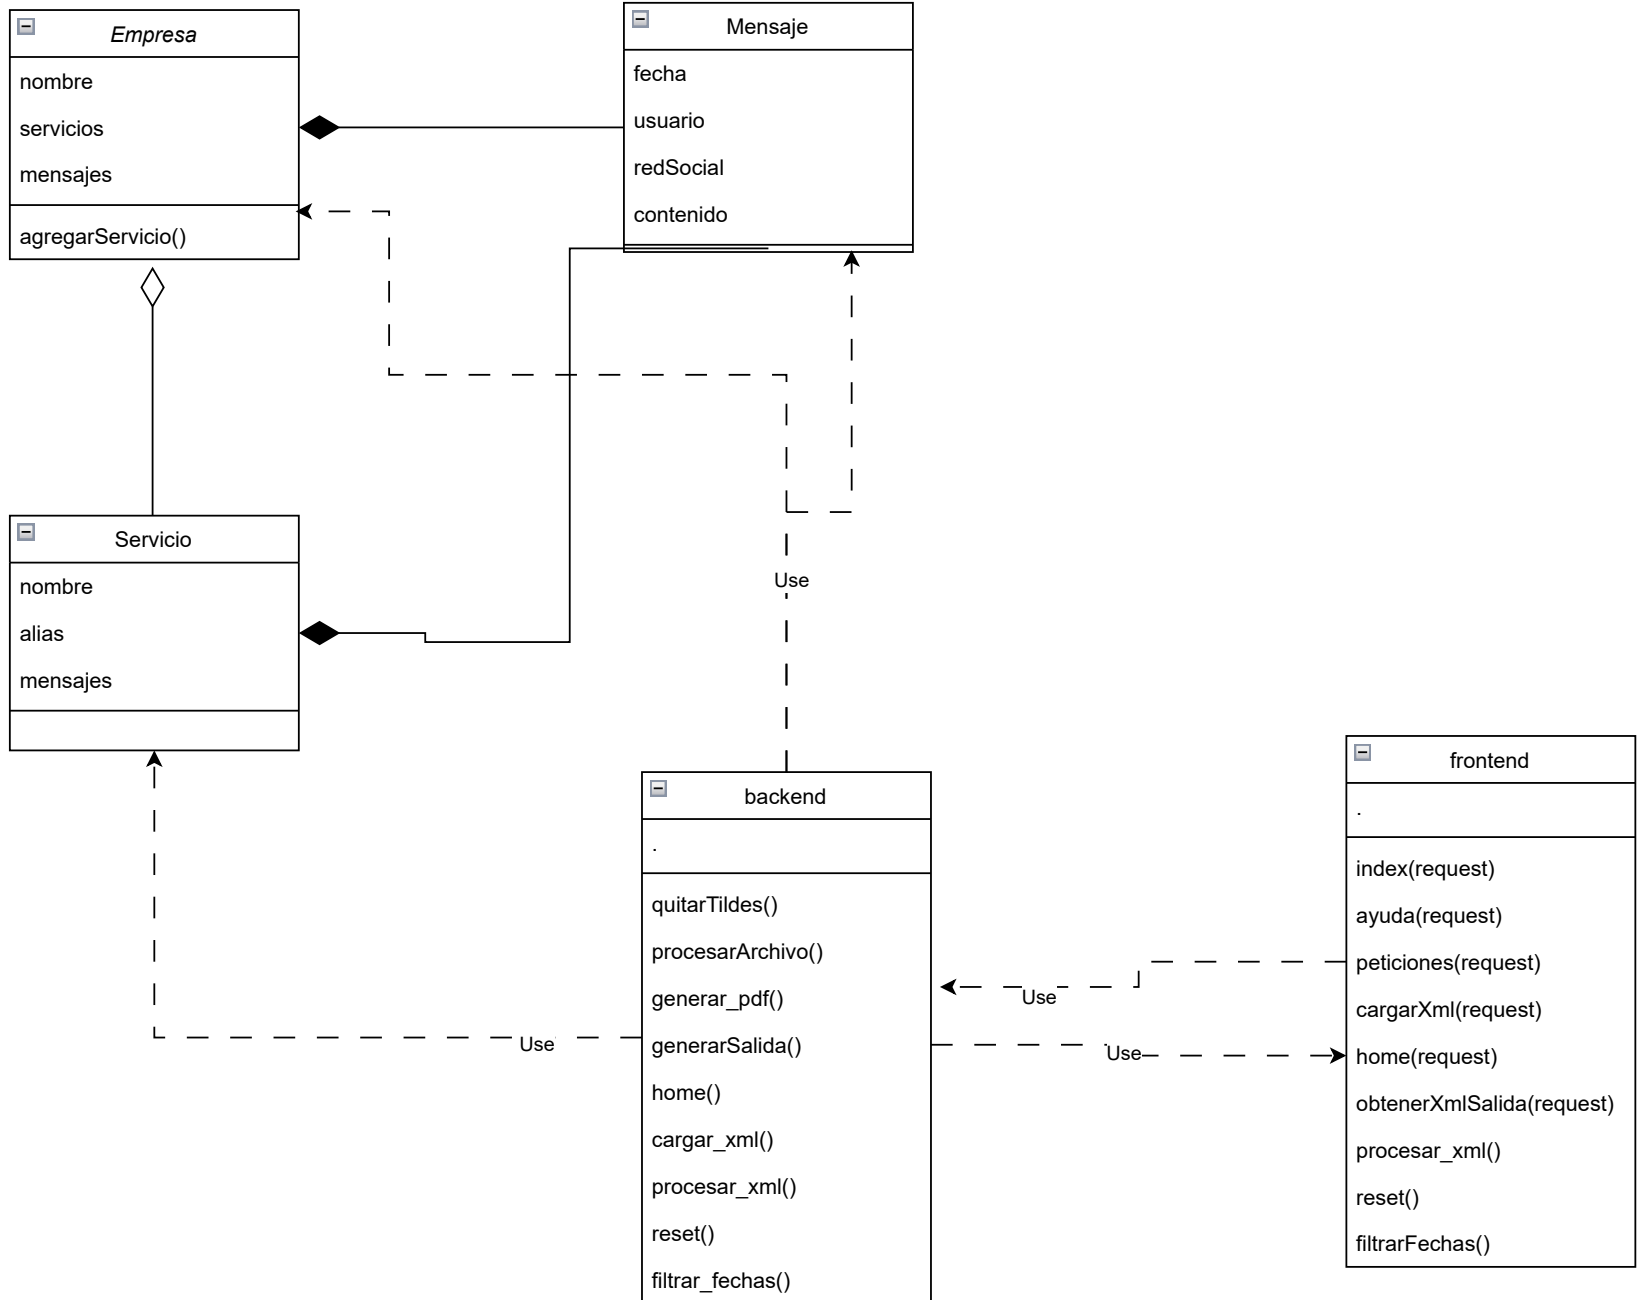 Empresa
nombre
servicios
mensajes
agregarServicio()
Mensaje
fecha
usuario
redSocial
contenido
Servicio
nombre
alias
mensajes
Use
Use
backend
.
quitarTildes()
procesarArchivo()
generar_pdf()
generarSalida()
home()
cargar_xml()
procesar_xml()
reset()
filtrar_fechas()
Use
Use
frontend
.
index(request)
ayuda(request)
peticiones(request)
cargarXml(request)
home(request)
obtenerXmlSalida(request)
procesar_xml()
reset()
filtrarFechas()